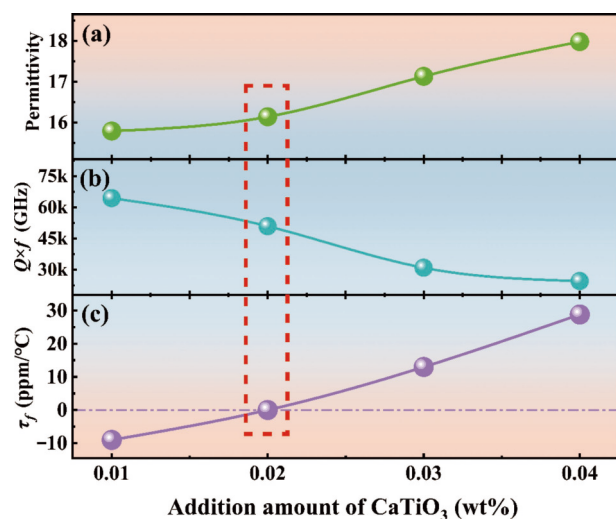 (a)
Permittivity
18
17
16
(b)
Q×f (GHz)
75k
60k
45k
30k
(c)
τf (ppm/°C)
30
20
10
0
−10
0.01 0.02 0.03 0.04
Addition amount of CaTiO3 (wt%)